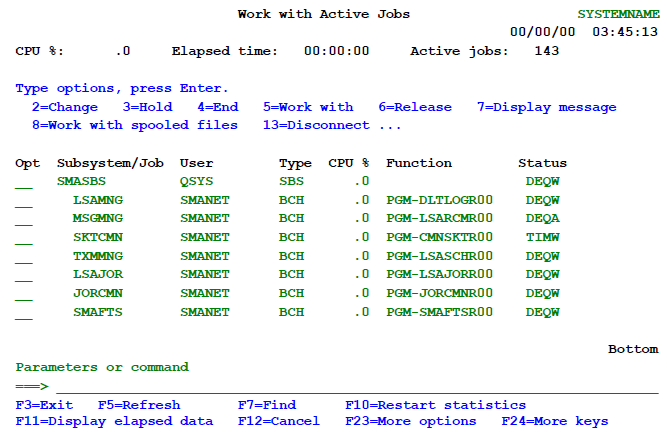 Work with Active Jobs SYSTEMNAME
00/00/00 03:45:13
CPU %: .0 Elapsed time: 00:00:00 Active jobs: 143
Type options, press Enter.
2=Change 3=Hold 4=End 5=Work with 6=Release 7=Display message
8=Work with spooled files 13=Disconnect ...
Opt Subsystem/Job User Type CPU % Function Status
__ SMASBS QSYS SBS .0 DEQW
__ LSAMNG SMANET BCH .0 PGM-DLTLOGR00 DEQW
__ MSGMNG SMANET BCH .0 PGM-LSARCMR00 DEQA
__ SKTCMN SMANET BCH .0 PGM-CMNSKTR00 TIMW
__ TXMMNG SMANET BCH .0 PGM-LSASCHR00 DEQW
__ LSAJOR SMANET BCH .0 PGM-LSAJORR00 DEQW
__ JORCMN SMANET BCH .0 PGM-JORCMNR00 DEQW
__ SMAFTS SMANET BCH .0 PGM-SMAFTSR00 DEQW
Bottom
Parameters or command
===>
F3=Exit F5=Refresh F7=Find F10=Restart statistics
F11=Display elapsed data F12=Cancel F23=More options F24=More keys